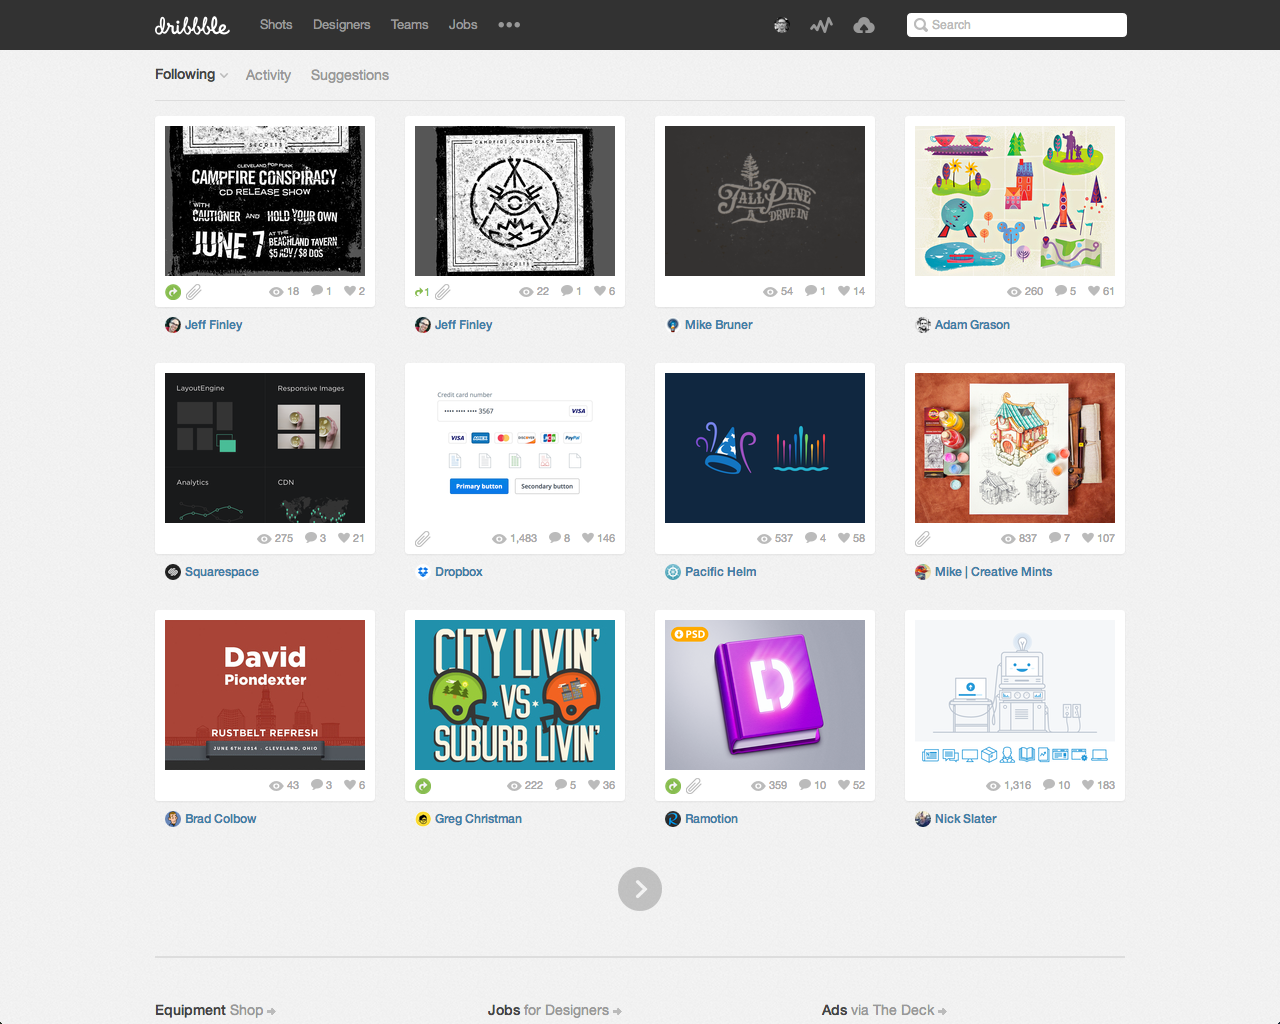 dribbble
Shots
Designers
Teams
Jobs
Search
Following
Activity
Suggestions
SECRETS
CLEVELAND POP PUNK
CAMPFIRE CONSPIRACY
CD RELEASE SHOW
WITH
CAUTIONER AND HOLD YOUR OWN
JUNE 7
AT THE
BEACHLAND TAVERN
$5 ADV / $8 DOS
18 1 2
Jeff Finley
CAMPFIRE CONSPIRACY
SECRETS
1 22 1 6
Jeff Finley
TALL PINE
DRIVE IN
54 1 14
Mike Bruner
260 5 61
Adam Grason
LayoutEngine
Responsive Images
Analytics
CDN
275 3 21
Squarespace
Credit card number
•••• •••• •••• 3567 VISA
VISA DISCOVER JCB PayPal
Primary button
Secondary button
1,483 8 146
Dropbox
537 4 58
Pacific Helm
837 7 107
Mike | Creative Mints
David
Piondexter
RUSTBELT REFRESH
JUNE 6TH 2014 · CLEVELAND, OHIO
43 3 6
Brad Colbow
CITY LIVIN'
VS
SUBURB LIVIN'
222 5 36
Greg Christman
PSD
D
359 10 52
Ramotion
1,316 10 183
Nick Slater
Equipment Shop
Jobs for Designers
Ads via The Deck